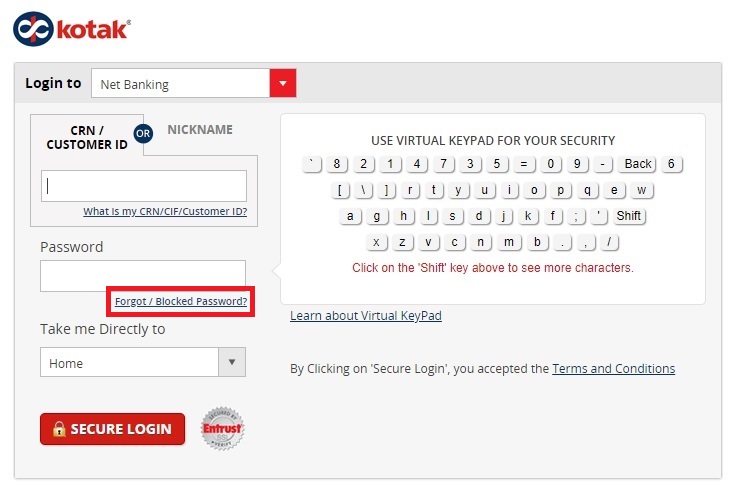 kotak®
Login to Net Banking
CRN / CUSTOMER ID
OR
NICKNAME
What is my CRN/CIF/Customer ID?
Password
Forgot / Blocked Password?
Take me Directly to
Home
SECURE LOGIN
SECURED BY
Entrust
SSL
USE VIRTUAL KEYPAD FOR YOUR SECURITY
` 8 2 1 4 7 3 5 = 0 9 - Back 6
[ \ ] r t y u i o p q e w
a g h l s d j k f ; ' Shift
x z v c n m b . , /
Click on the 'Shift' key above to see more characters.
Learn about Virtual KeyPad
By Clicking on 'Secure Login', you accepted the Terms and Conditions